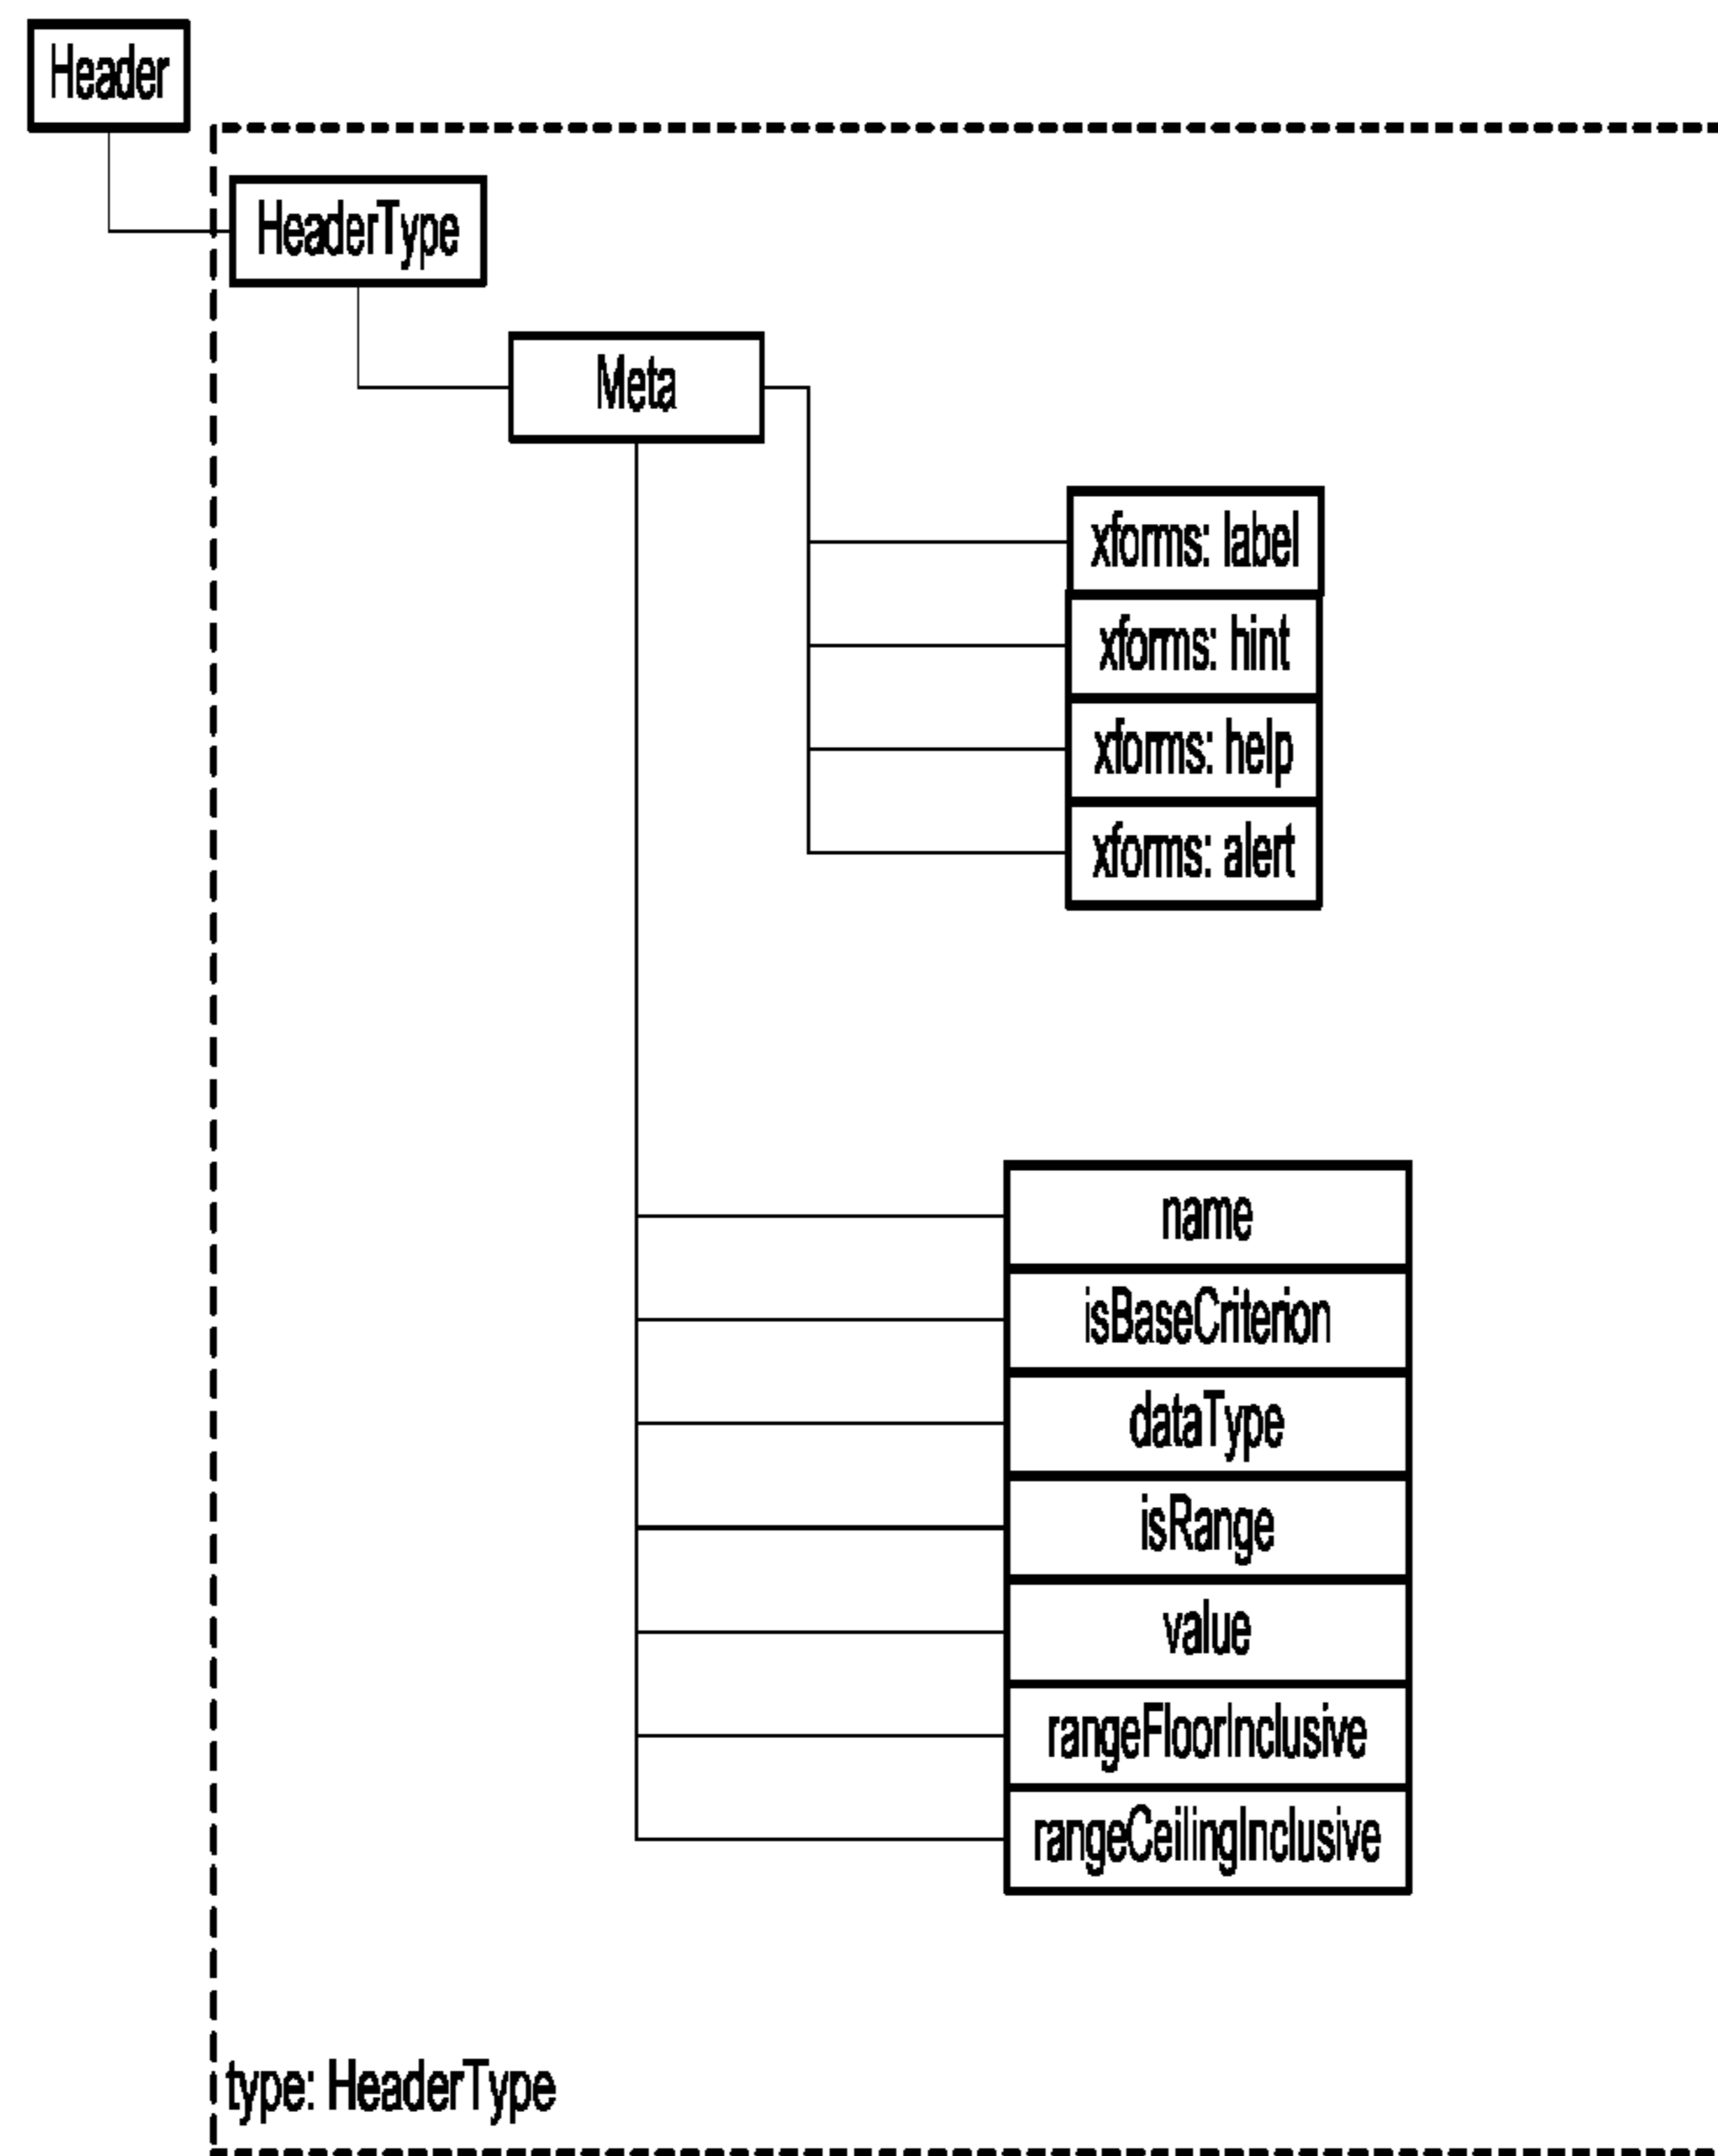 Header
HeaderType
Meta
xforms: label
xforms: hint
xforms: help
xforms: alert
name
isBaseCriterion
dataType
isRange
value
rangeFloorInclusive
rangeCeilingInclusive
type: HeaderType